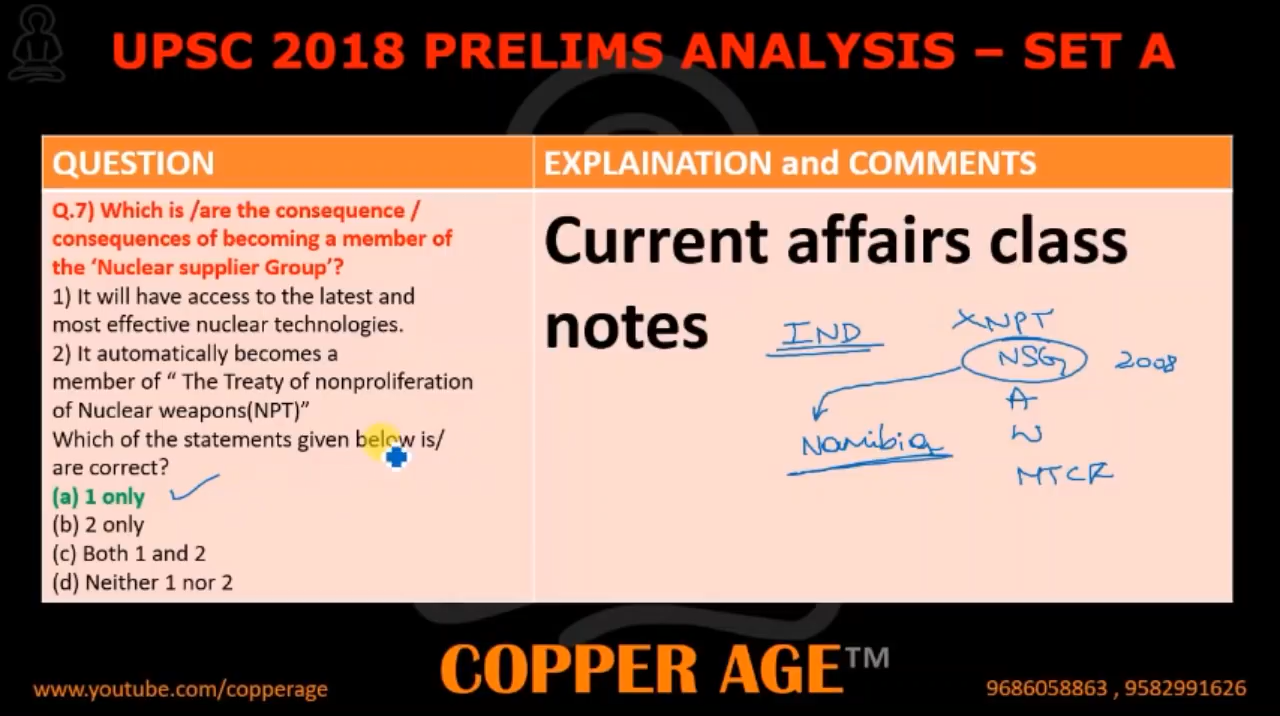 UPSC 2018 PRELIMS ANALYSIS – SET A
QUESTION
EXPLAINATION and COMMENTS
Q.7) Which is /are the consequence /
consequences of becoming a member of
the ‘Nuclear supplier Group’?
1) It will have access to the latest and
most effective nuclear technologies.
2) It automatically becomes a
member of “ The Treaty of nonproliferation
of Nuclear weapons(NPT)”
Which of the statements given below is/
are correct?
(a) 1 only
(b) 2 only
(c) Both 1 and 2
(d) Neither 1 nor 2
Current affairs class
notes
IND
XNPT
NSG
2008
A
Namibia
W
MTCR
COPPER AGE™
www.youtube.com/copperage
9686058863 , 9582991626